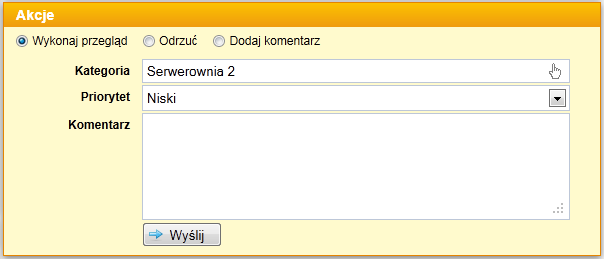 Akcje
Wykonaj przegląd Odrzuć Dodaj komentarz
Kategoria Serwerownia 2
Priorytet Niski
Komentarz
Wyślij